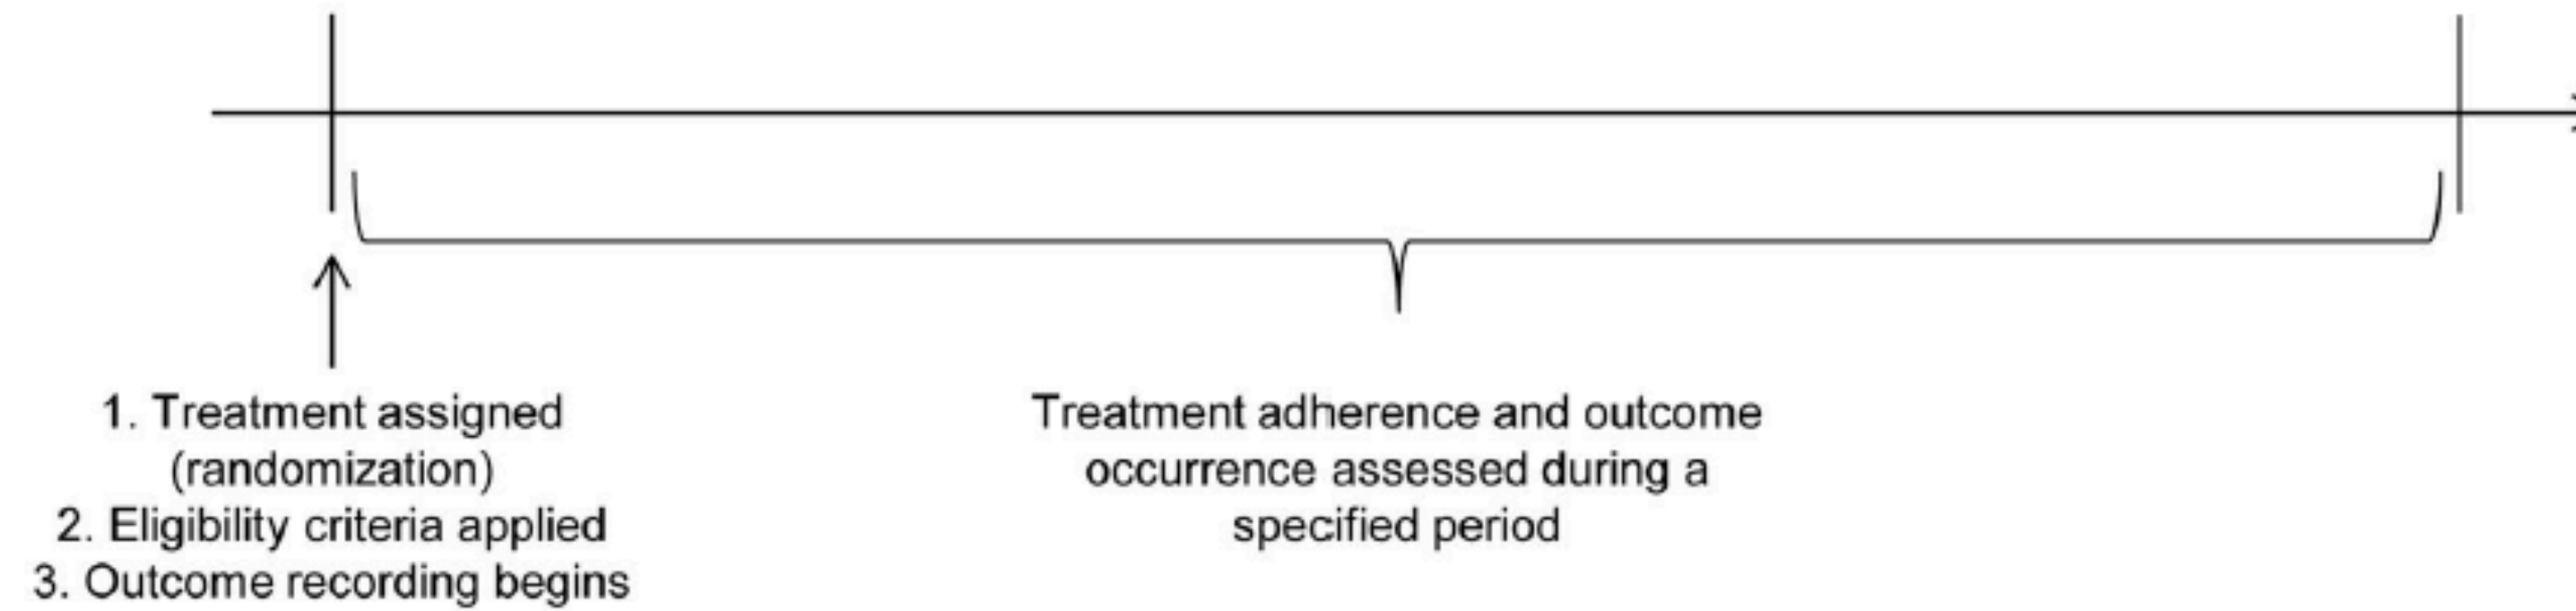 1. Treatment assigned
(randomization)
2. Eligibility criteria applied
3. Outcome recording begins
Treatment adherence and outcome
occurrence assessed during a
specified period